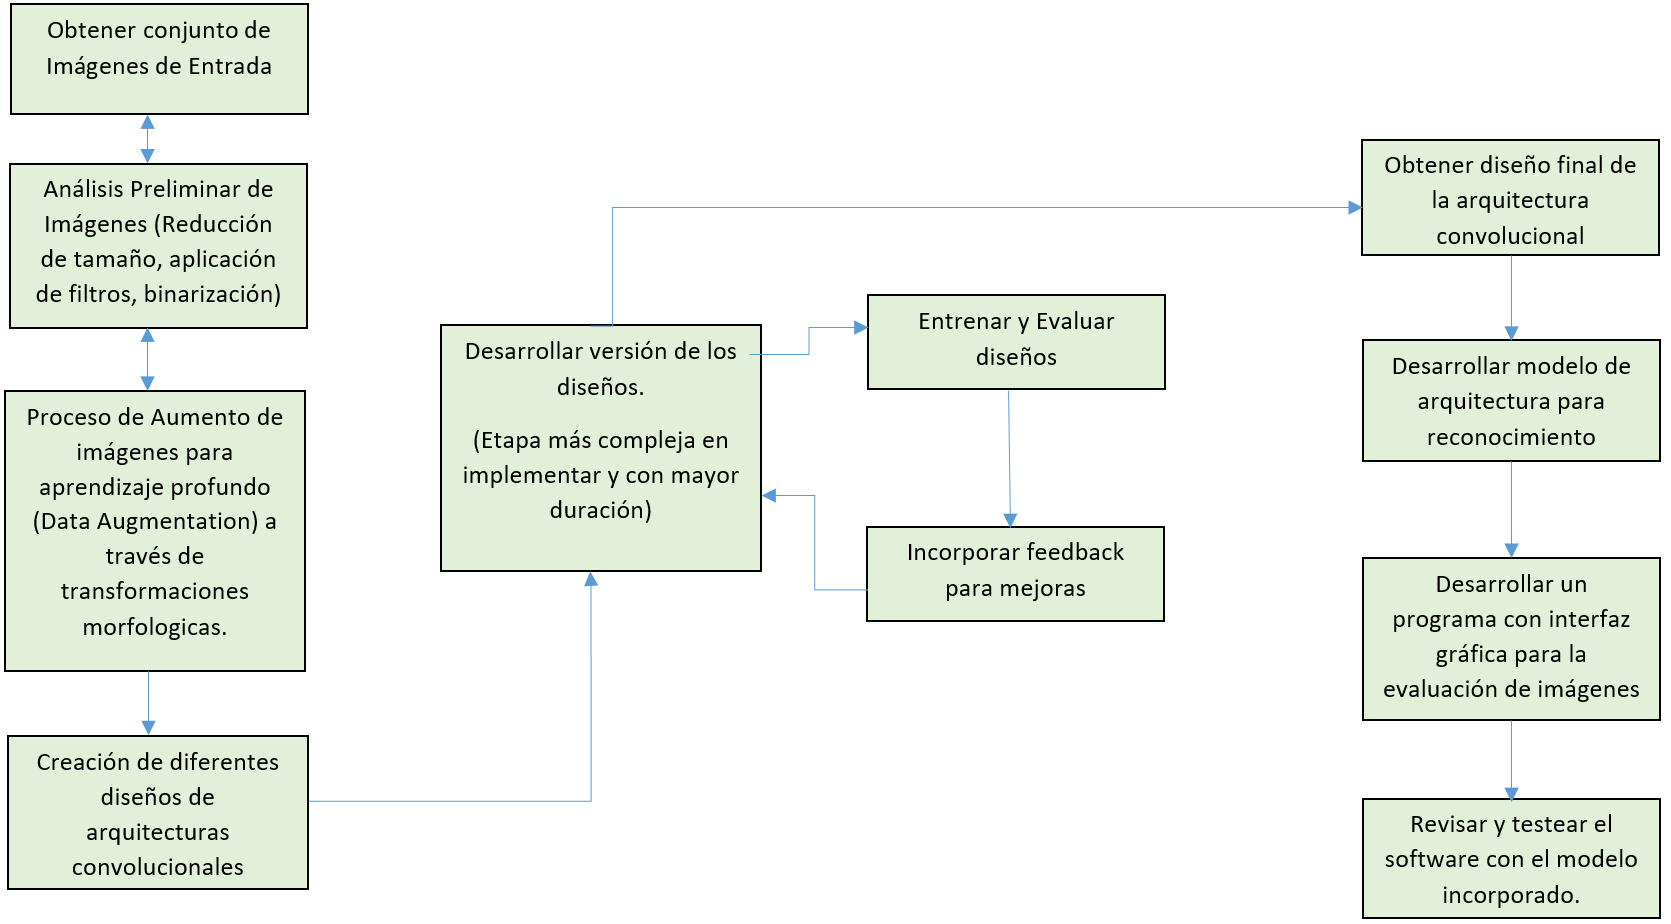 Obtener conjunto de
Imágenes de Entrada
Análisis Preliminar de
Imágenes (Reducción
de tamaño, aplicación
de filtros, binarización)
Proceso de Aumento de
imágenes para
aprendizaje profundo
(Data Augmentation) a
través de
transformaciones
morfologicas.
Creación de diferentes
diseños de
arquitecturas
convolucionales
Desarrollar versión de los
diseños.
(Etapa más compleja en
implementar y con mayor
duración)
Entrenar y Evaluar
diseños
Incorporar feedback
para mejoras
Obtener diseño final de
la arquitectura
convolucional
Desarrollar modelo de
arquitectura para
reconocimiento
Desarrollar un
programa con interfaz
gráfica para la
evaluación de imágenes
Revisar y testear el
software con el modelo
incorporado.